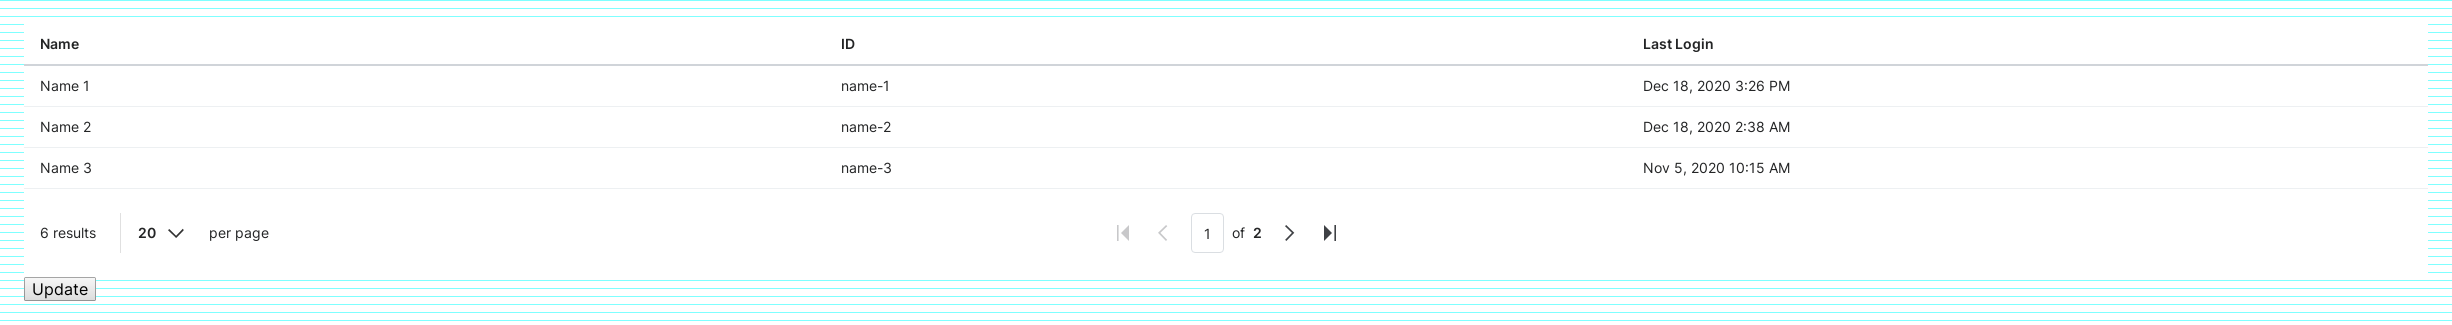 Name ID Last Login
Name 1 name-1 Dec 18, 2020 3:26 PM
Name 2 name-2 Dec 18, 2020 2:38 AM
Name 3 name-3 Nov 5, 2020 10:15 AM
6 results 20 per page 1 of 2
Update